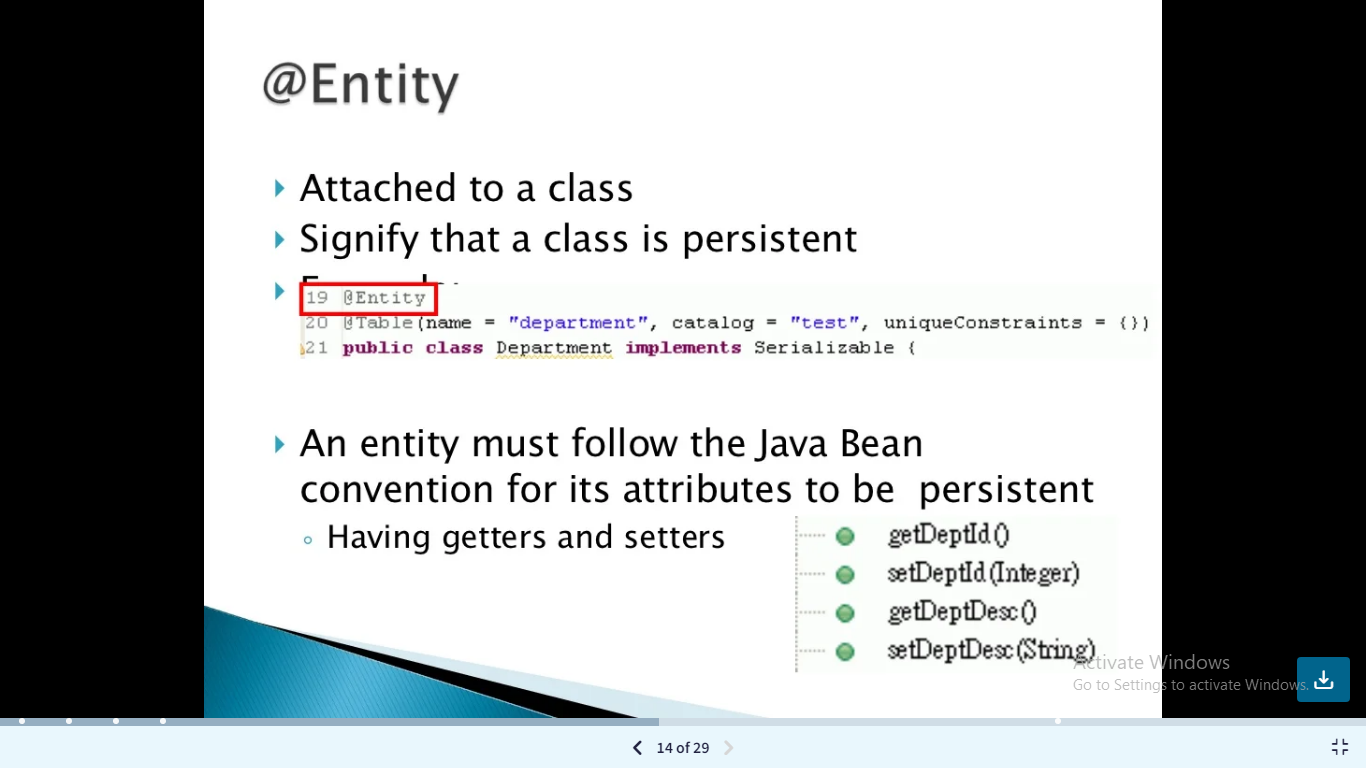 @Entity
Attached to a class
Signify that a class is persistent
19 @Entity
20 @Table(name = "department", catalog = "test", uniqueConstraints = {})
21 public class Department implements Serializable {
An entity must follow the Java Bean
convention for its attributes to be persistent
Having getters and setters
getDeptId()
setDeptId(Integer)
getDeptDesc()
setDeptDesc(String)
Activate Windows
Go to Settings to activate Windows.
14 of 29